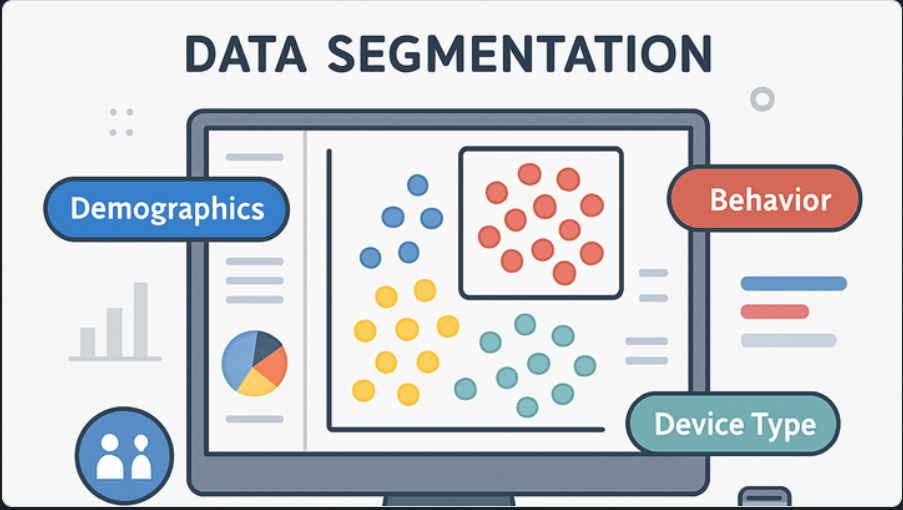 DATA SEGMENTATION
Demographics
Behavior
Device Type